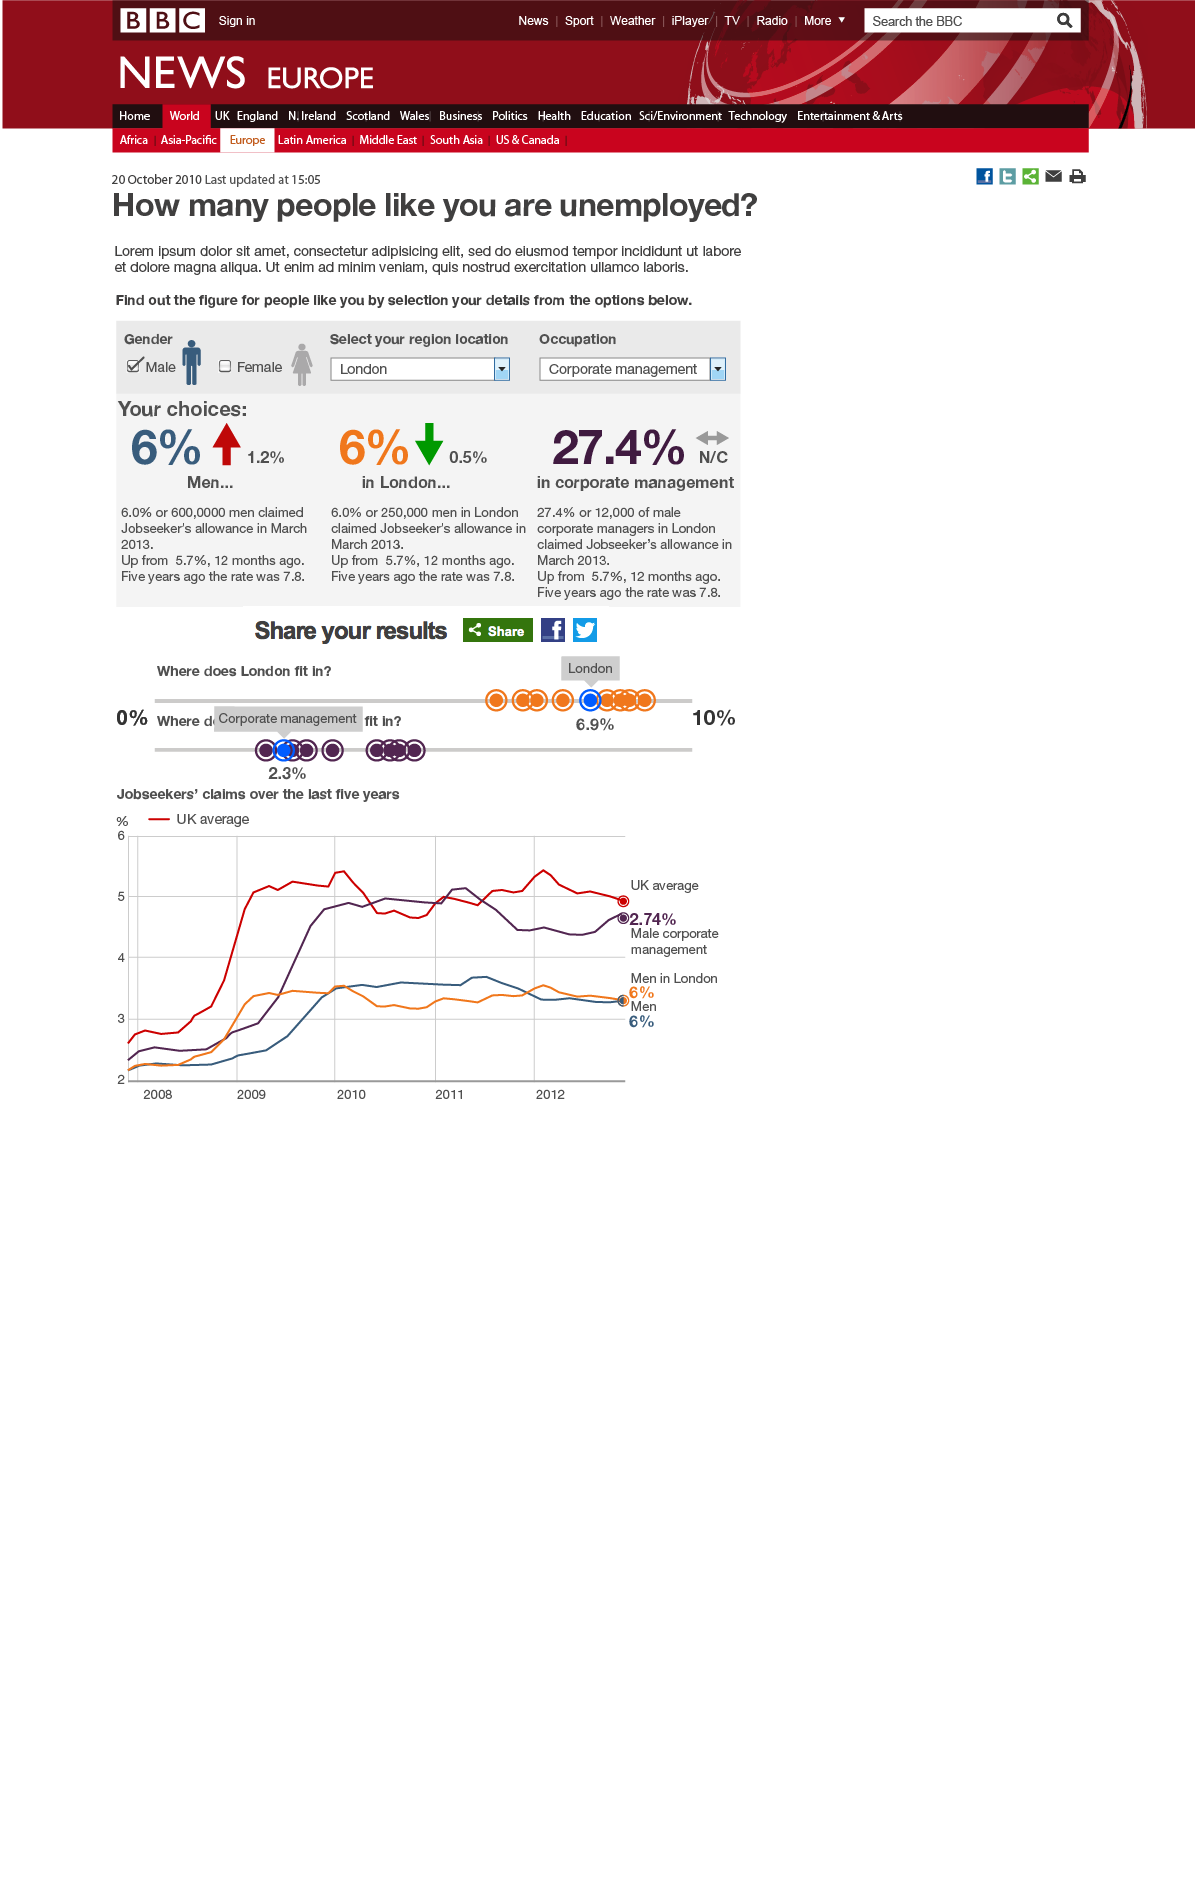 BBC Sign in News Sport Weather iPlayer TV Radio More Search the BBC
NEWS EUROPE
Home World UK England N. Ireland Scotland Wales Business Politics Health Education Sci/Environment Technology Entertainment & Arts
Africa Asia-Pacific Europe Latin America Middle East South Asia US & Canada
20 October 2010 Last updated at 15:05
How many people like you are unemployed?
Lorem ipsum dolor sit amet, consectetur adipisicing elit, sed do eiusmod tempor incididunt ut labore
et dolore magna aliqua. Ut enim ad minim veniam, quis nostrud exercitation ullamco laboris.
Find out the figure for people like you by selection your details from the options below.
Gender Select your region location Occupation
Male Female London Corporate management
Your choices:
6% 1.2% 6% 0.5% 27.4% N/C
Men... in London... in corporate management
6.0% or 600,0000 men claimed
Jobseeker's allowance in March
2013.
Up from 5.7%, 12 months ago.
Five years ago the rate was 7.8.
6.0% or 250,000 men in London
claimed Jobseeker's allowance in
March 2013.
Up from 5.7%, 12 months ago.
Five years ago the rate was 7.8.
27.4% or 12,000 of male
corporate managers in London
claimed Jobseeker's allowance in
March 2013.
Up from 5.7%, 12 months ago.
Five years ago the rate was 7.8.
Share your results Share
Where does London fit in? London
6.9%
0% 10%
Where Corporate management fit in?
2.3%
Jobseekers' claims over the last five years
% UK average
6
5
4
3
2
UK average
2.74%
Male corporate
management
Men in London
6%
Men
6%
2008 2009 2010 2011 2012